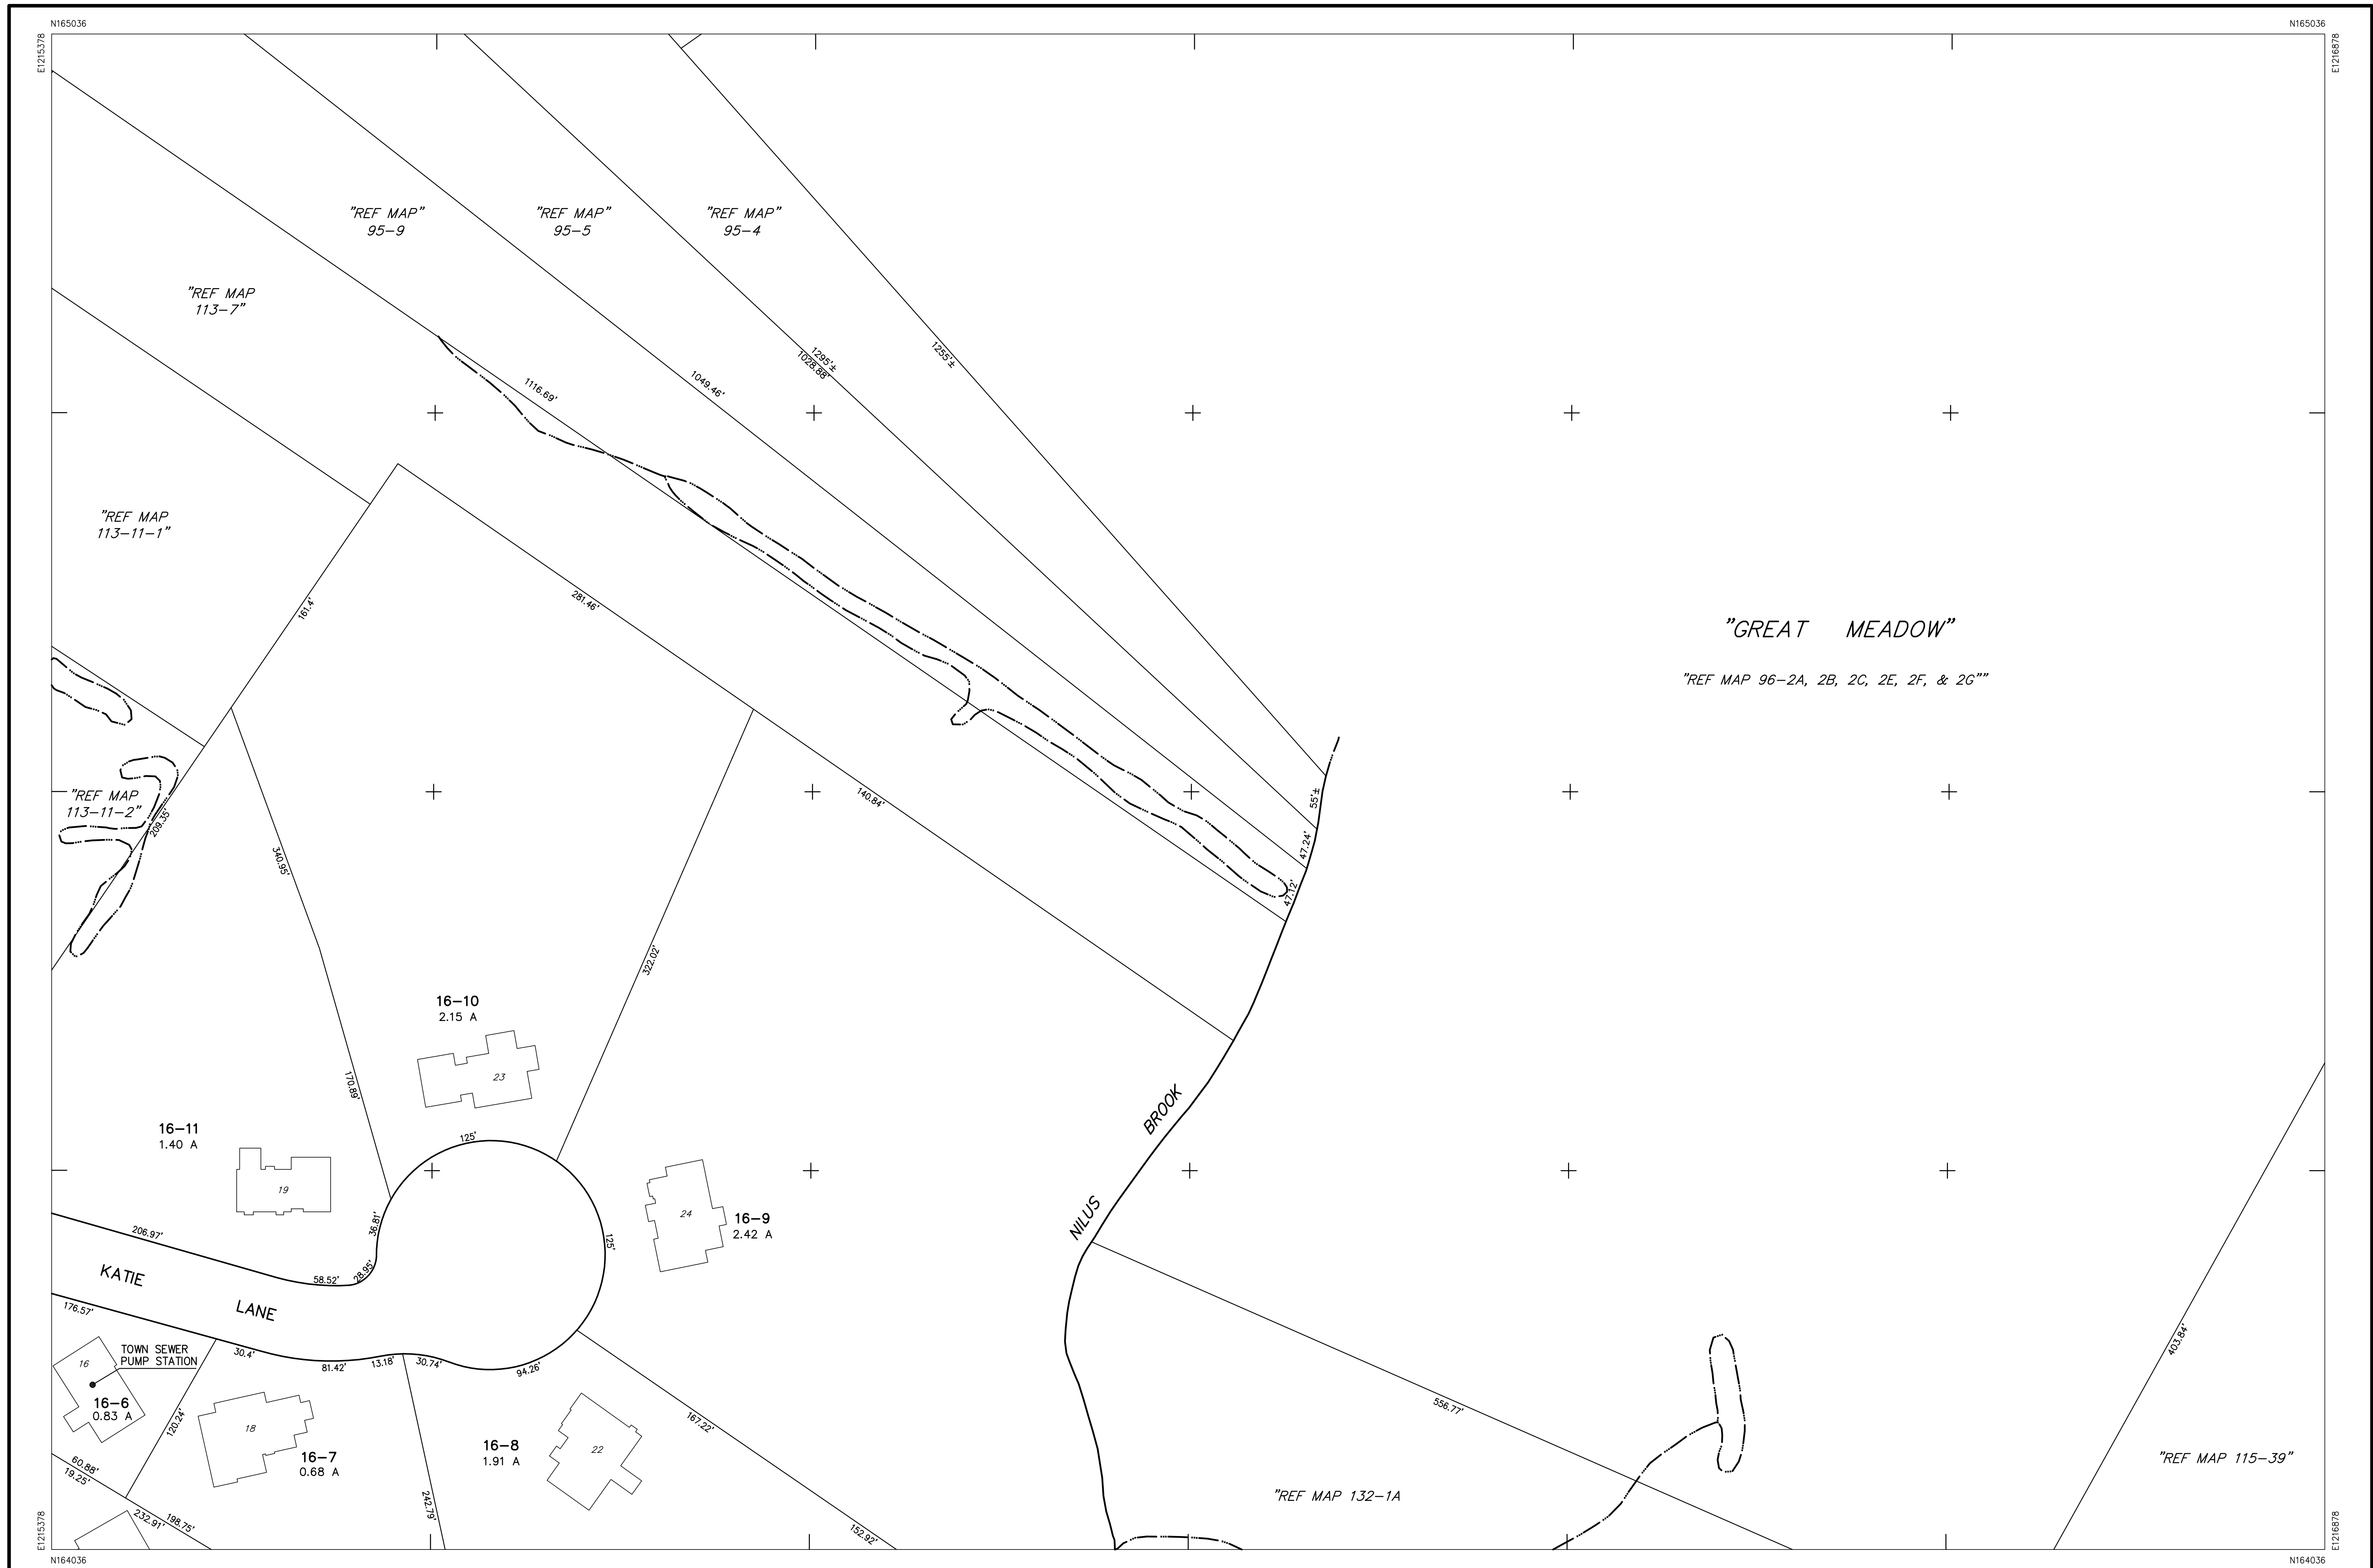 N165036
N165036
E1215378
E1216878
"REF MAP"
95-9
"REF MAP"
95-5
"REF MAP"
95-4
"REF MAP
113-7"
1295'±
1028.88'
1255'±
1049.46'
1116.69'
"REF MAP
113-11-1"
161.4'
281.46'
"GREAT MEADOW"
"REF MAP 96-2A, 2B, 2C, 2E, 2F, & 2G""
"REF MAP
113-11-2"
209.35'
140.84'
55'±
47.24'
47.12'
340.95'
322.02'
16-10
2.15 A
23
170.89'
16-11
1.40 A
19
125'
BROOK
NILUS
24
16-9
2.42 A
125'
206.97'
36.81'
58.52'
28.95'
KATIE
LANE
176.57'
TOWN SEWER
PUMP STATION
30.4'
81.42'
13.18'
30.74'
94.26'
16
16-6
0.83 A
120.24'
18
16-7
0.68 A
16-8
1.91 A
22
167.22'
556.77'
403.84'
60.88'
19.25'
232.91'
198.75'
242.79'
152.92'
"REF MAP 132-1A
"REF MAP 115-39"
E1215378
E1216878
N164036
N164036